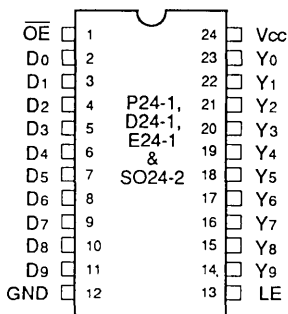 O̅E̅ 1 24 Vcc
D0 2 23 Y0
D1 3 22 Y1
D2 4 P24-1, 21 Y2
D3 5 D24-1, 20 Y3
D4 6 E24-1 19 Y4
D5 7 & 18 Y5
D6 8 SO24-2 17 Y6
D7 9 16 Y7
D8 10 15 Y8
D9 11 14 Y9
GND 12 13 LE